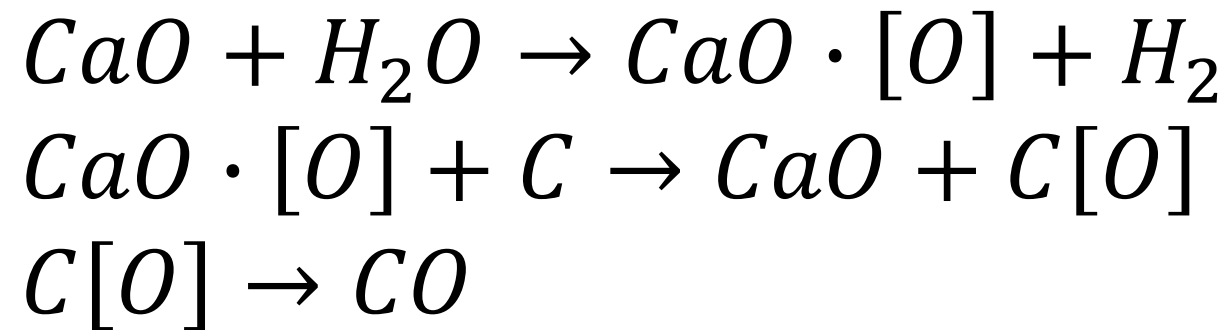 CaO + H₂O → CaO · [O] + H₂
CaO · [O] + C → CaO + C[O]
C[O] → CO